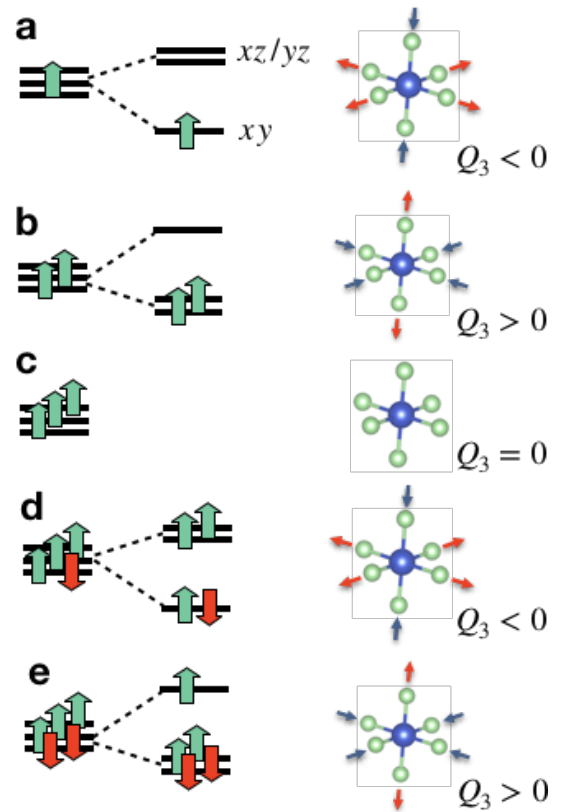 a
xz/yz
xy
Q₃ < 0
b
Q₃ > 0
c
Q₃ = 0
d
Q₃ < 0
e
Q₃ > 0